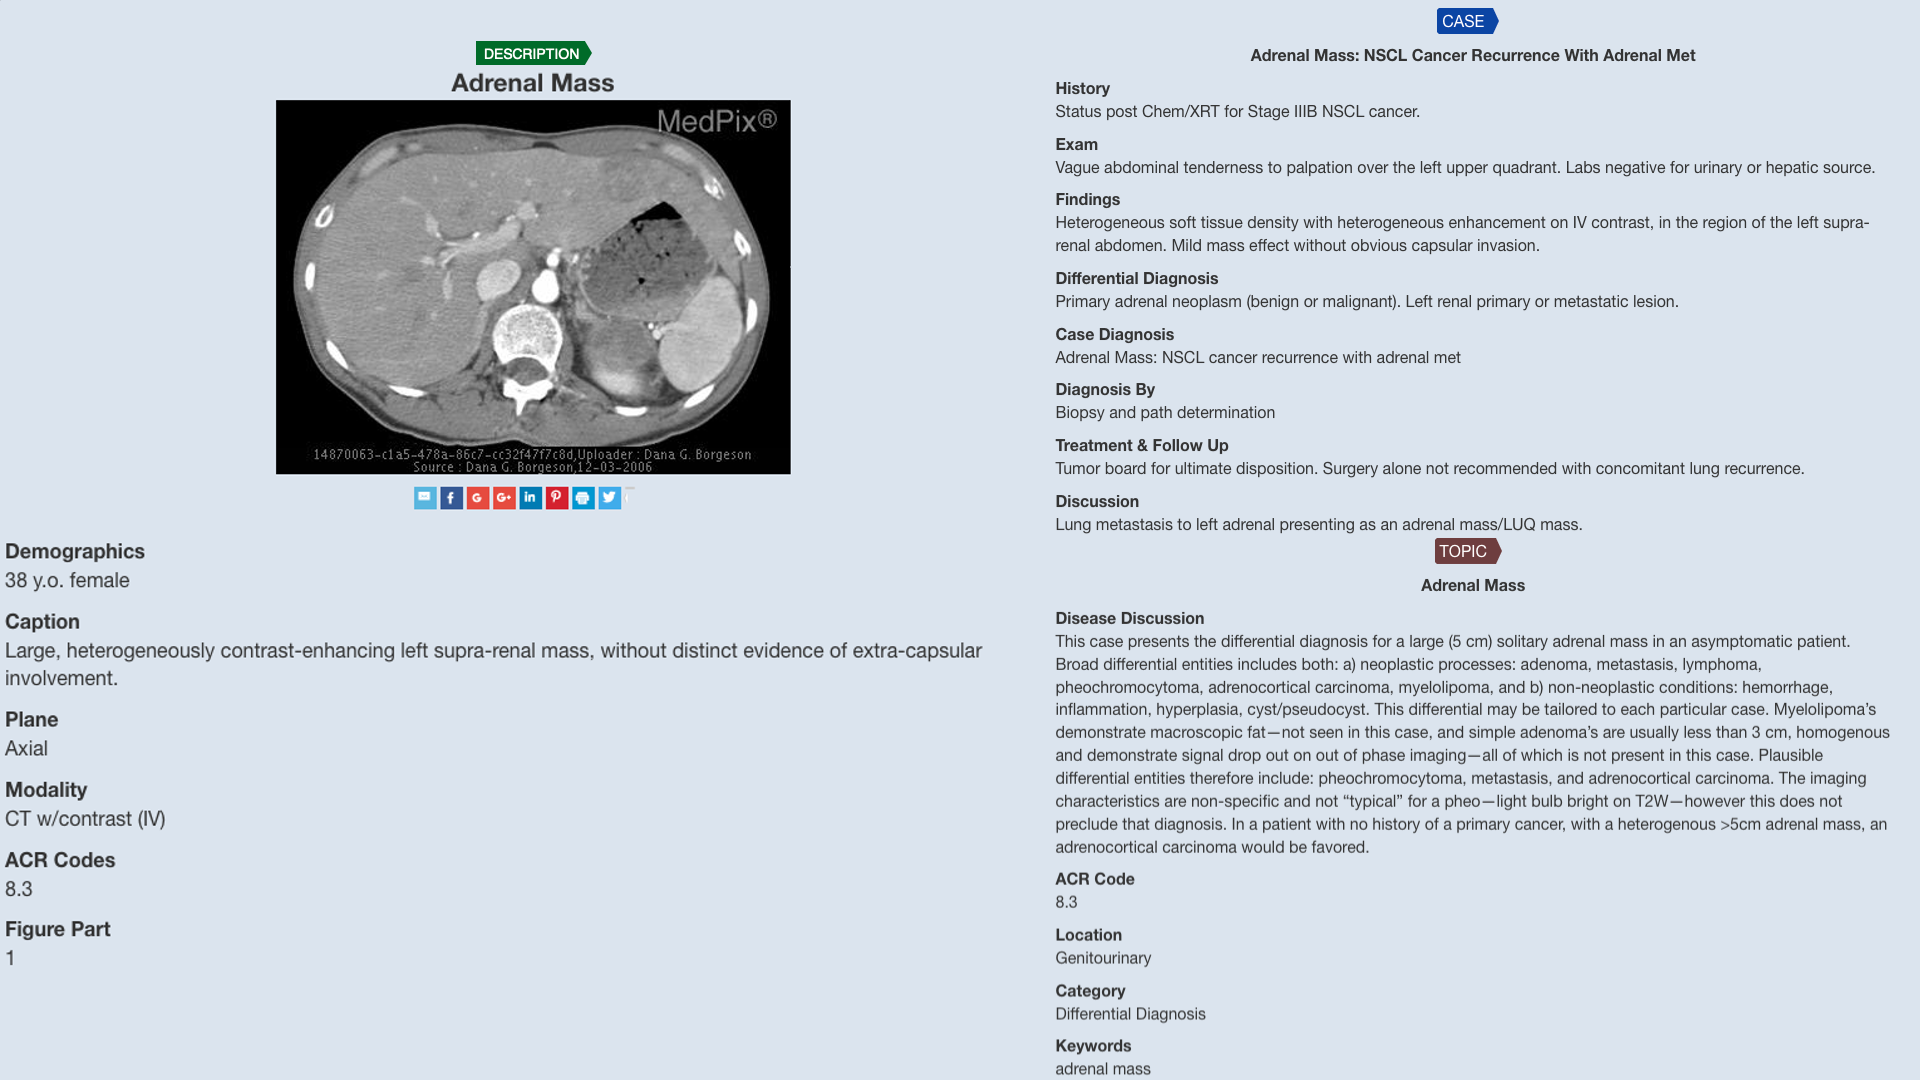 DESCRIPTION
Adrenal Mass
MedPix®
14870063-c1a5-478a-86c7-cc32f47f7c8d,Uploader : Dana G. Borgeson
Source : Dana G. Borgeson,12-03-2006
Demographics
38 y.o. female
Caption
Large, heterogeneously contrast-enhancing left supra-renal mass, without distinct evidence of extra-capsular
involvement.
Plane
Axial
Modality
CT w/contrast (IV)
ACR Codes
8.3
Figure Part
1
CASE
Adrenal Mass: NSCL Cancer Recurrence With Adrenal Met
History
Status post Chem/XRT for Stage IIIB NSCL cancer.
Exam
Vague abdominal tenderness to palpation over the left upper quadrant. Labs negative for urinary or hepatic source.
Findings
Heterogeneous soft tissue density with heterogeneous enhancement on IV contrast, in the region of the left supra-
renal abdomen. Mild mass effect without obvious capsular invasion.
Differential Diagnosis
Primary adrenal neoplasm (benign or malignant). Left renal primary or metastatic lesion.
Case Diagnosis
Adrenal Mass: NSCL cancer recurrence with adrenal met
Diagnosis By
Biopsy and path determination
Treatment & Follow Up
Tumor board for ultimate disposition. Surgery alone not recommended with concomitant lung recurrence.
Discussion
Lung metastasis to left adrenal presenting as an adrenal mass/LUQ mass.
TOPIC
Adrenal Mass
Disease Discussion
This case presents the differential diagnosis for a large (5 cm) solitary adrenal mass in an asymptomatic patient.
Broad differential entities includes both: a) neoplastic processes: adenoma, metastasis, lymphoma,
pheochromocytoma, adrenocortical carcinoma, myelolipoma, and b) non-neoplastic conditions: hemorrhage,
inflammation, hyperplasia, cyst/pseudocyst. This differential may be tailored to each particular case. Myelolipoma’s
demonstrate macroscopic fat—not seen in this case, and simple adenoma’s are usually less than 3 cm, homogenous
and demonstrate signal drop out on out of phase imaging—all of which is not present in this case. Plausible
differential entities therefore include: pheochromocytoma, metastasis, and adrenocortical carcinoma. The imaging
characteristics are non-specific and not “typical” for a pheo—light bulb bright on T2W—however this does not
preclude that diagnosis. In a patient with no history of a primary cancer, with a heterogenous >5cm adrenal mass, an
adrenocortical carcinoma would be favored.
ACR Code
8.3
Location
Genitourinary
Category
Differential Diagnosis
Keywords
adrenal mass